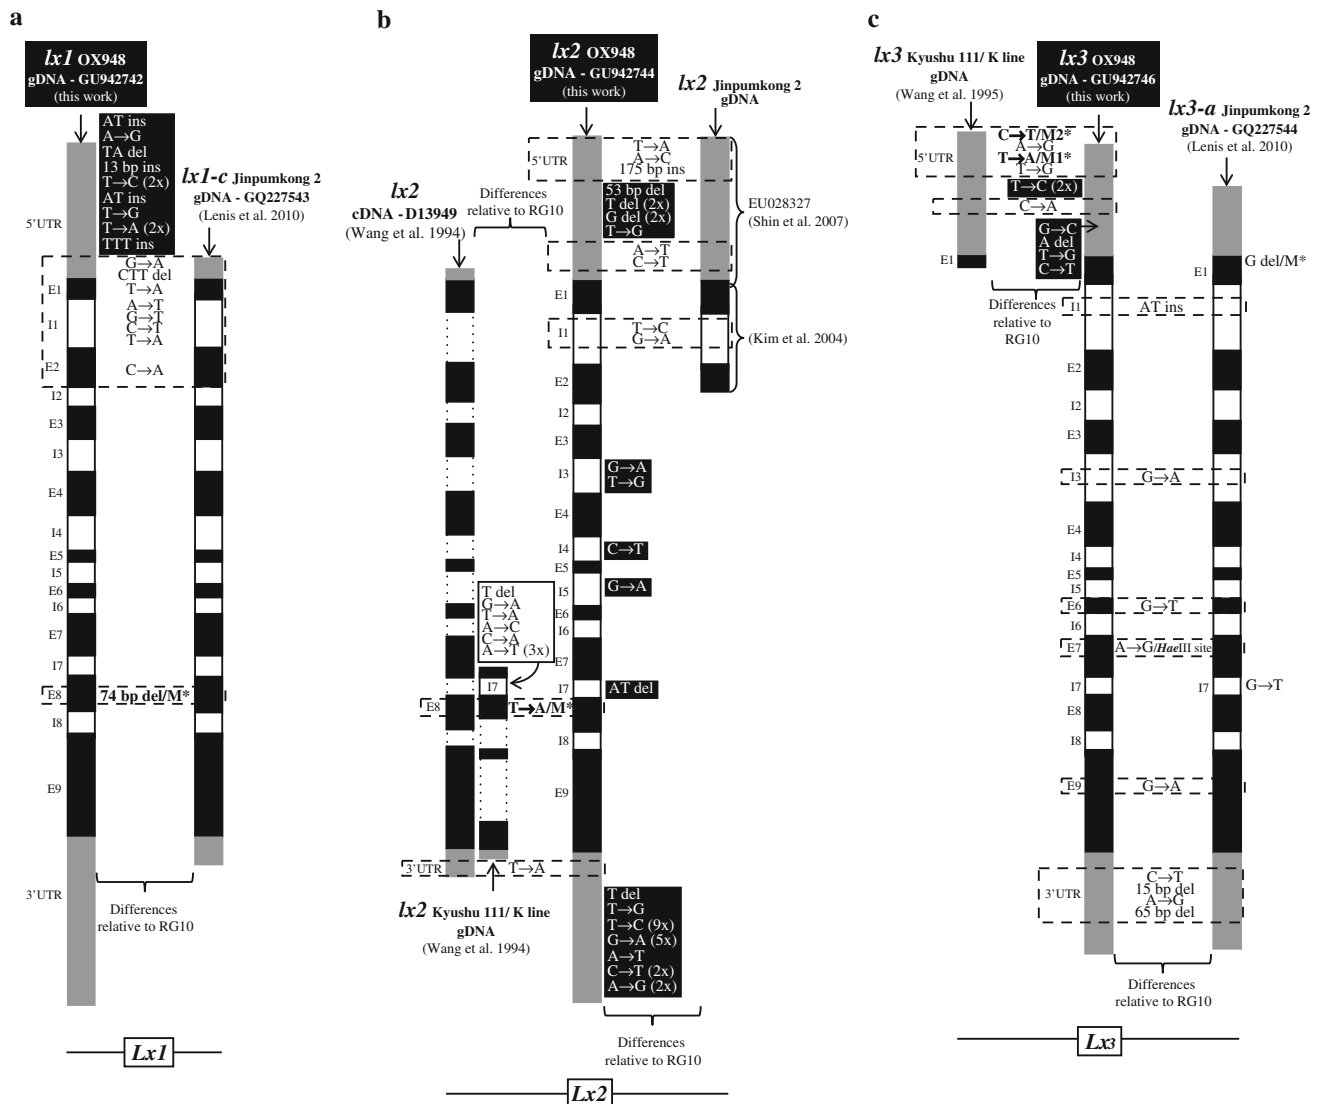 a
lx1 OX948
gDNA - GU942742
(this work)
AT ins
A→G
TA del
13 bp ins
T→C (2x)
AT ins
T→G
T→A (2x)
TTT ins
lx1-c Jinpumkong 2
gDNA - GQ227543
(Lenis et al. 2010)
5'UTR
G→A
CTT del
E1
T→A
A→T
I1
G→T
C→T
T→A
E2
C→A
I2
E3
I3
E4
I4
E5
I5
E6
I6
E7
I7
E8
74 bp del/M*
I8
E9
3'UTR
Differences
relative to RG10
Lx1
b
lx2 OX948
gDNA - GU942744
(this work)
lx2 Jinpumkong 2
gDNA
lx2
cDNA - D13949
(Wang et al. 1994)
Differences
relative to RG10
5'UTR
T→A
A→C
175 bp ins
53 bp del
T del (2x)
G del (2x)
T→G
A→T
C→T
EU028327
(Shin et al. 2007)
E1
I1
T→C
G→A
(Kim et al. 2004)
E2
I2
E3
I3
G→A
T→G
E4
I4
C→T
E5
I5
G→A
E6
I6
E7
T del
G→A
T→A
A→C
C→A
A→T (3x)
I7
I7
AT del
E8
T→A/M*
I8
E9
3'UTR
T→A
lx2 Kyushu 111/ K line
gDNA
(Wang et al. 1994)
T del
T→G
T→C (9x)
G→A (5x)
A→T
C→T (2x)
A→G (2x)
Differences
relative to RG10
Lx2
c
lx3 Kyushu 111/ K line
gDNA
(Wang et al. 1995)
lx3 OX948
gDNA - GU942746
(this work)
lx3-a Jinpumkong 2
gDNA - GQ227544
(Lenis et al. 2010)
5'UTR
C→T/M2*
A→G
T→A/M1*
T→G
T→C (2x)
C→A
G→C
A del
T→G
C→T
E1
E1
G del/M*
Differences
relative to
RG10
I1
AT ins
E2
I2
E3
I3
G→A
E4
I4
E5
I5
E6
G→T
I6
E7
A→G/HaeIII site
I7
I7
G→T
E8
I8
E9
G→A
3'UTR
C→T
15 bp del
A→G
65 bp del
Differences
relative to RG10
Lx3